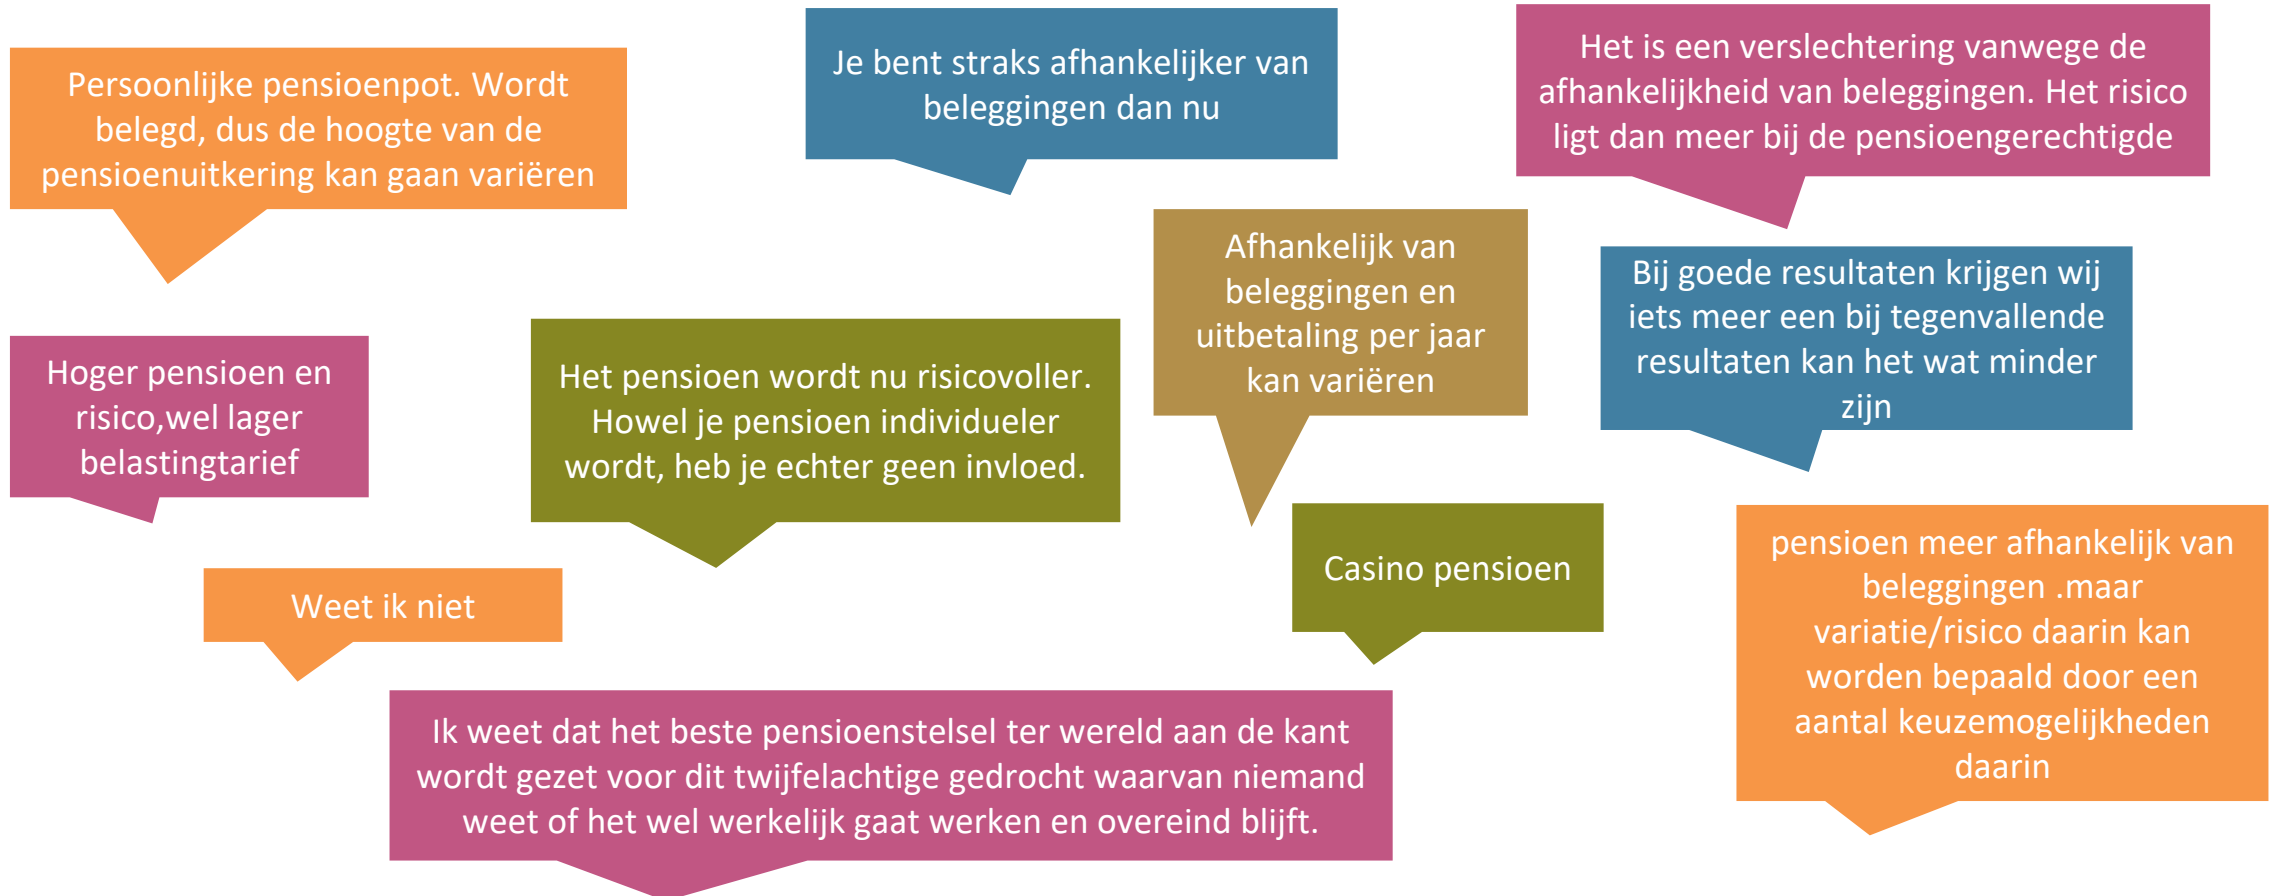 Persoonlijke pensioenpot. Wordt
belegd, dus de hoogte van de
pensioenuitkering kan gaan variëren
Je bent straks afhankelijker van
beleggingen dan nu
Het is een verslechtering vanwege de
afhankelijkheid van beleggingen. Het risico
ligt dan meer bij de pensioengerechtigde
Afhankelijk van
beleggingen en
uitbetaling per jaar
kan variëren
Bij goede resultaten krijgen wij
iets meer een bij tegenvallende
resultaten kan het wat minder
zijn
Hoger pensioen en
risico,wel lager
belastingtarief
Het pensioen wordt nu risicovoller.
Howel je pensioen individueler
wordt, heb je echter geen invloed.
Casino pensioen
pensioen meer afhankelijk van
beleggingen .maar
variatie/risico daarin kan
worden bepaald door een
aantal keuzemogelijkheden
daarin
Weet ik niet
Ik weet dat het beste pensioenstelsel ter wereld aan de kant
wordt gezet voor dit twijfelachtige gedrocht waarvan niemand
weet of het wel werkelijk gaat werken en overeind blijft.